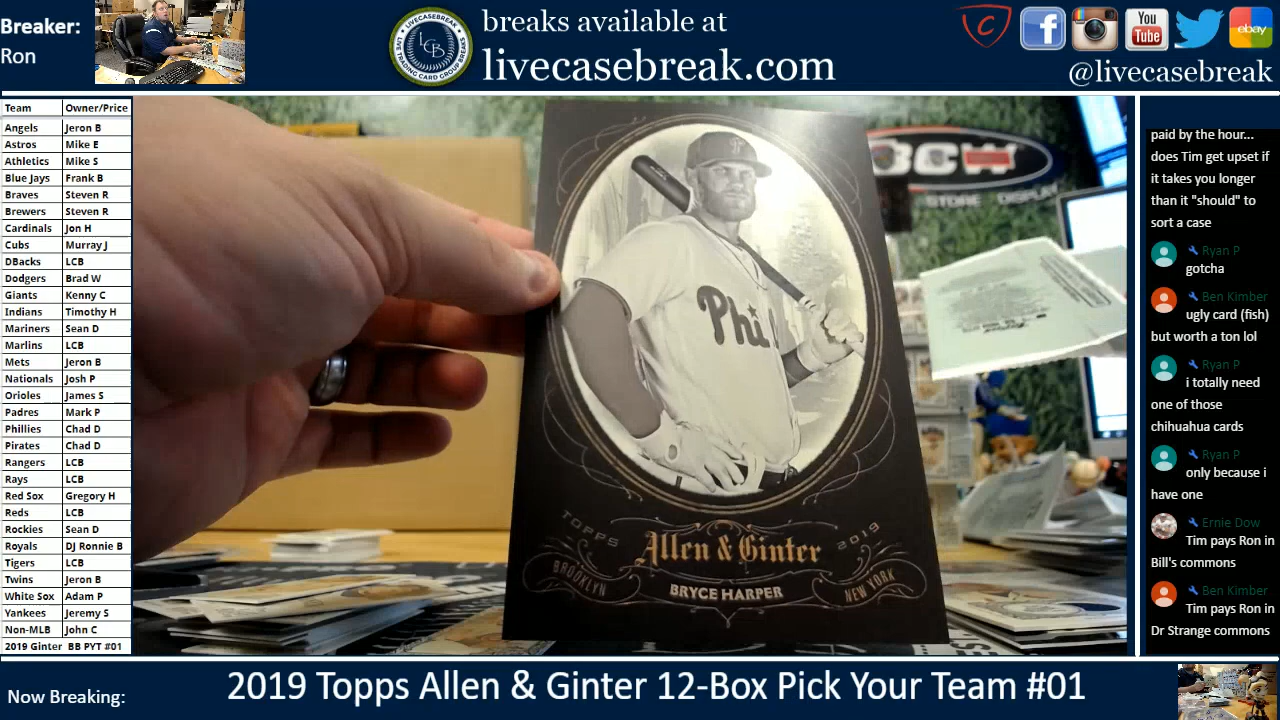 Breaker:
Ron
LCB
breaks available at
livecasebreak.com
You
Tube
ebay
@livecasebreak
Team Owner/Price
Angels Jeron B
Astros Mike E
Athletics Mike S
Blue Jays Frank B
Braves Steven R
Brewers Steven R
Cardinals Jon H
Cubs Murray J
DBacks LCB
Dodgers Brad W
Giants Kenny C
Indians Timothy H
Mariners Sean D
Marlins LCB
Mets Jeron B
Nationals Josh P
Orioles James S
Padres Mark P
Phillies Chad D
Pirates Chad D
Rangers LCB
Rays LCB
Red Sox Gregory H
Reds LCB
Rockies Sean D
Royals DJ Ronnie B
Tigers LCB
Twins Jeron B
White Sox Adam P
Yankees Jeremy S
Non-MLB John C
2019 Ginter BB PYT #01
BCW
STORE DISPLAY
Phi
TOPPS Allen & Ginter 2019
BROOKLYN BRYCE HARPER NEW YORK
paid by the hour...
does Tim get upset if
it takes you longer
than it "should" to
sort a case
Ryan P
gotcha
Ben Kimber
ugly card (fish)
but worth a ton lol
Ryan P
i totally need
one of those
chihuahua cards
Ryan P
only because i
have one
Ernie Dow
Tim pays Ron in
Bill's commons
Ben Kimber
Tim pays Ron in
Dr Strange commons
Now Breaking:
2019 Topps Allen & Ginter 12-Box Pick Your Team #01